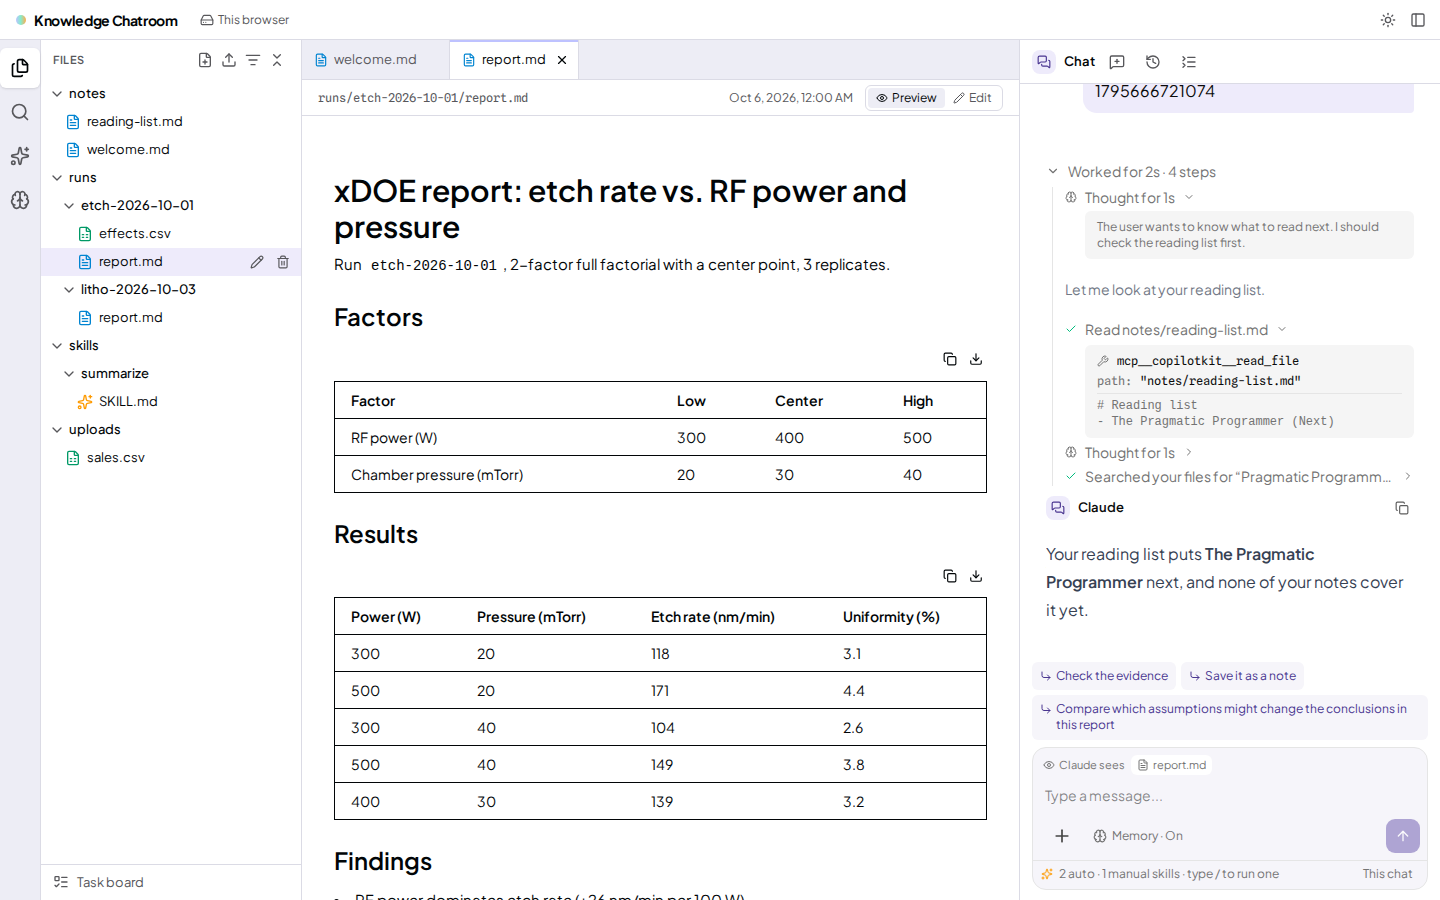 Knowledge Chatroom
This browser
FILES
notes
reading-list.md
welcome.md
runs
etch-2026-10-01
effects.csv
report.md
litho-2026-10-03
report.md
skills
summarize
SKILL.md
uploads
sales.csv
Task board
welcome.md
report.md
runs/etch-2026-10-01/report.md
Oct 6, 2026, 12:00 AM
Preview
Edit
xDOE report: etch rate vs. RF power and
pressure
Run etch-2026-10-01 , 2-factor full factorial with a center point, 3 replicates.
Factors
Factor Low Center High
RF power (W) 300 400 500
Chamber pressure (mTorr) 20 30 40
Results
Power (W) Pressure (mTorr) Etch rate (nm/min) Uniformity (%)
300 20 118 3.1
500 20 171 4.4
300 40 104 2.6
500 40 149 3.8
400 30 139 3.2
Findings
RF power dominates etch rate (+26 nm/min per 100 W)
Chat
1795666721074
Worked for 2s · 4 steps
Thought for 1s
The user wants to know what to read next. I should
check the reading list first.
Let me look at your reading list.
Read notes/reading-list.md
mcp__copilotkit__read_file
path: "notes/reading-list.md"
# Reading list
- The Pragmatic Programmer (Next)
Thought for 1s
Searched your files for “Pragmatic Programm...
Claude
Your reading list puts The Pragmatic
Programmer next, and none of your notes cover
it yet.
Check the evidence
Save it as a note
Compare which assumptions might change the conclusions in
this report
Claude sees report.md
Type a message...
Memory · On
2 auto · 1 manual skills · type / to run one
This chat